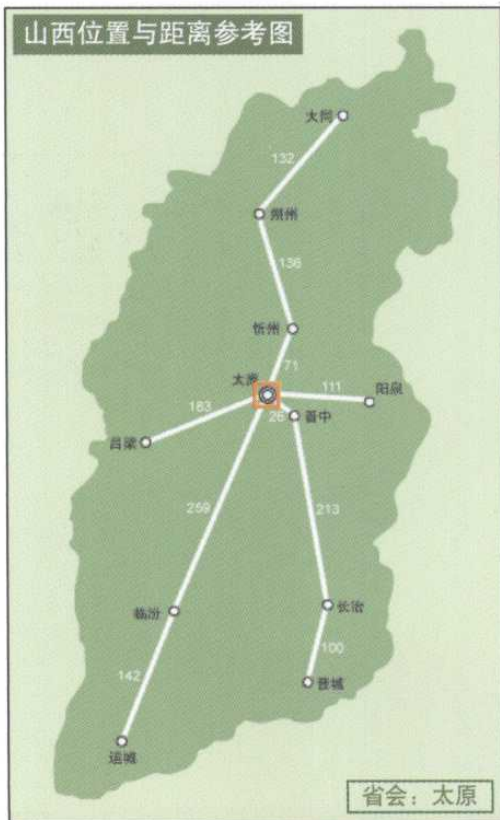 山西位置与距离参考图
大同
132
朔州
136
忻州
71
太原
111
阳泉
183
26
晋中
吕梁
259
213
临汾
长治
100
142
晋城
运城
省会：太原